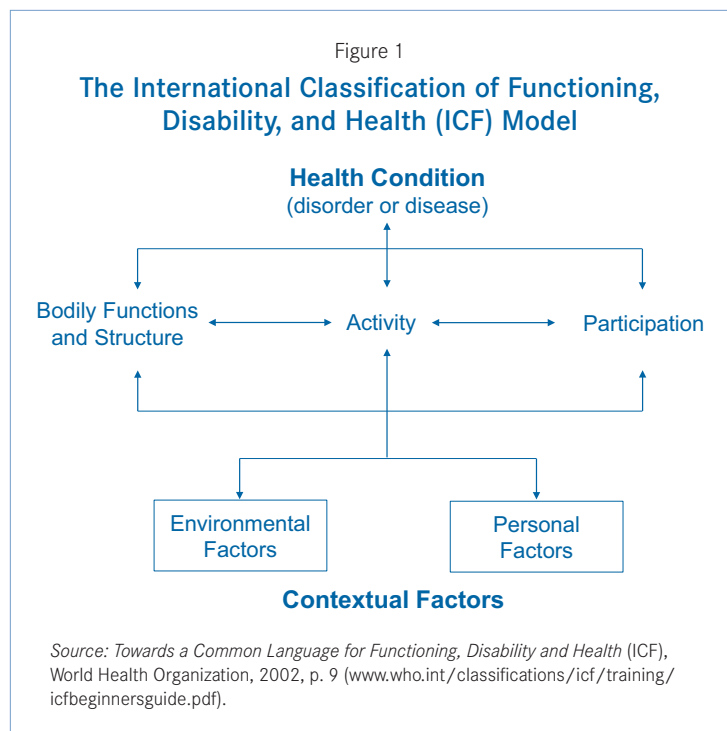 Figure 1
The International Classification of Functioning,
Disability, and Health (ICF) Model
Health Condition
(disorder or disease)
Bodily Functions
and Structure
Activity
Participation
Environmental
Factors
Personal
Factors
Contextual Factors
Source: Towards a Common Language for Functioning, Disability and Health (ICF),
World Health Organization, 2002, p. 9 (www.who.int/classifications/icf/training/
icfbeginnersguide.pdf).